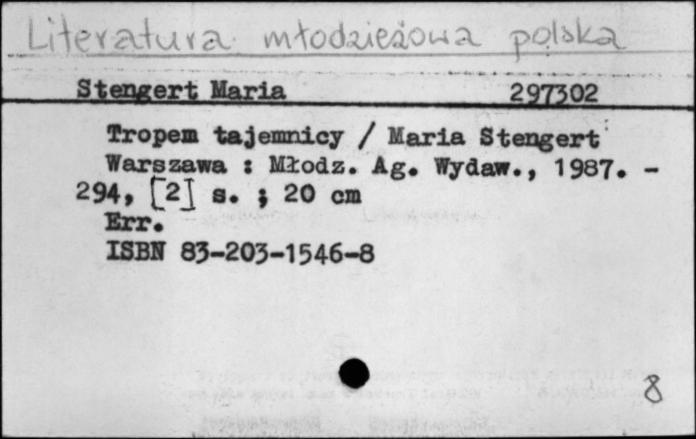 Literatura młodzieżowa polska
Stengert Maria 297302
Tropem tajemnicy / Maria Stengert
Warszawa : Młodz. Ag. Wydaw., 1987. -
294, [2] s. ; 20 cm
Err.
ISBN 83-203-1546-8
8